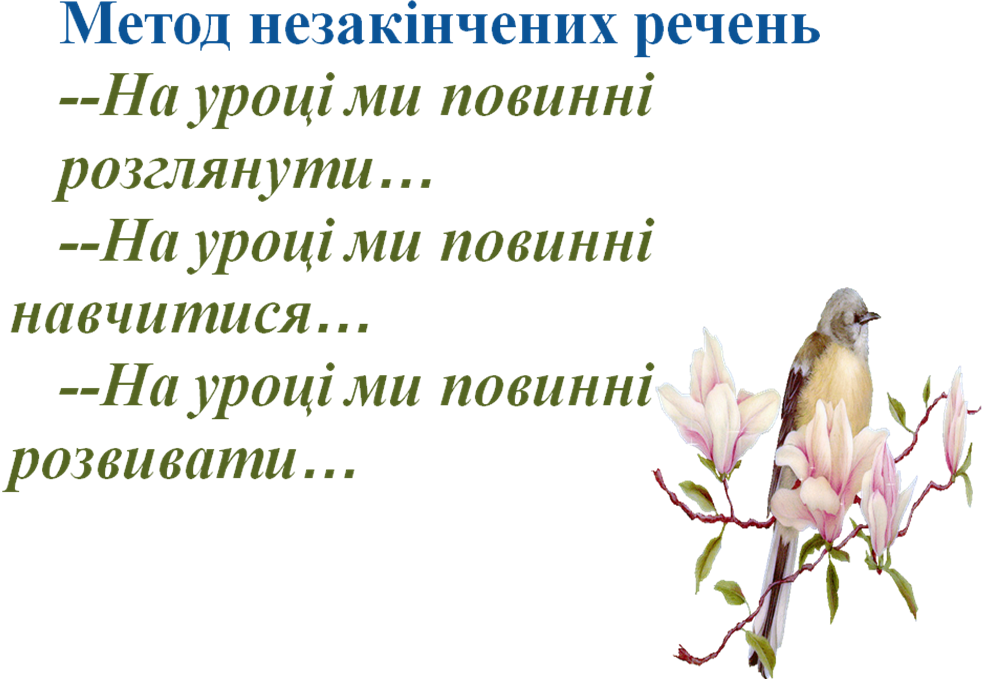 Метод незакінчених речень
--На уроці ми повинні
розглянути…
--На уроці ми повинні
навчитися…
--На уроці ми повинні
розвивати…